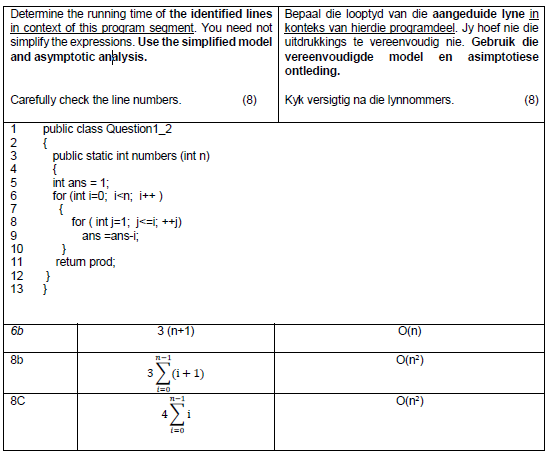 Determine the running time of the identified lines
in context of this program segment. You need not
simplify the expressions. Use the simplified model
and asymptotic analysis.
Carefully check the line numbers. (8)
Bepaal die looptyd van die aangeduide lyne in
konteks van hierdie programdeel. Jy hoef nie die
uitdrukkings te vereenvoudig nie. Gebruik die
vereenvoudigde model en asimptotiese
ontleding.
Kyk versigtig na die lynnommers. (8)
1 public class Question1_2
2 {
3 public static int numbers (int n)
4 {
5 int ans = 1;
6 for (int i=0; i<n; i++ )
7 {
8 for ( int j=1; j<=i; ++j)
9 ans =ans-i;
10 }
11 return prod;
12 }
13 }
6b 3 (n+1) O(n)
8b 3 n−1 ∑ i=0 (i + 1) O(n²)
8C 4 n−1 ∑ i=0 i O(n²)